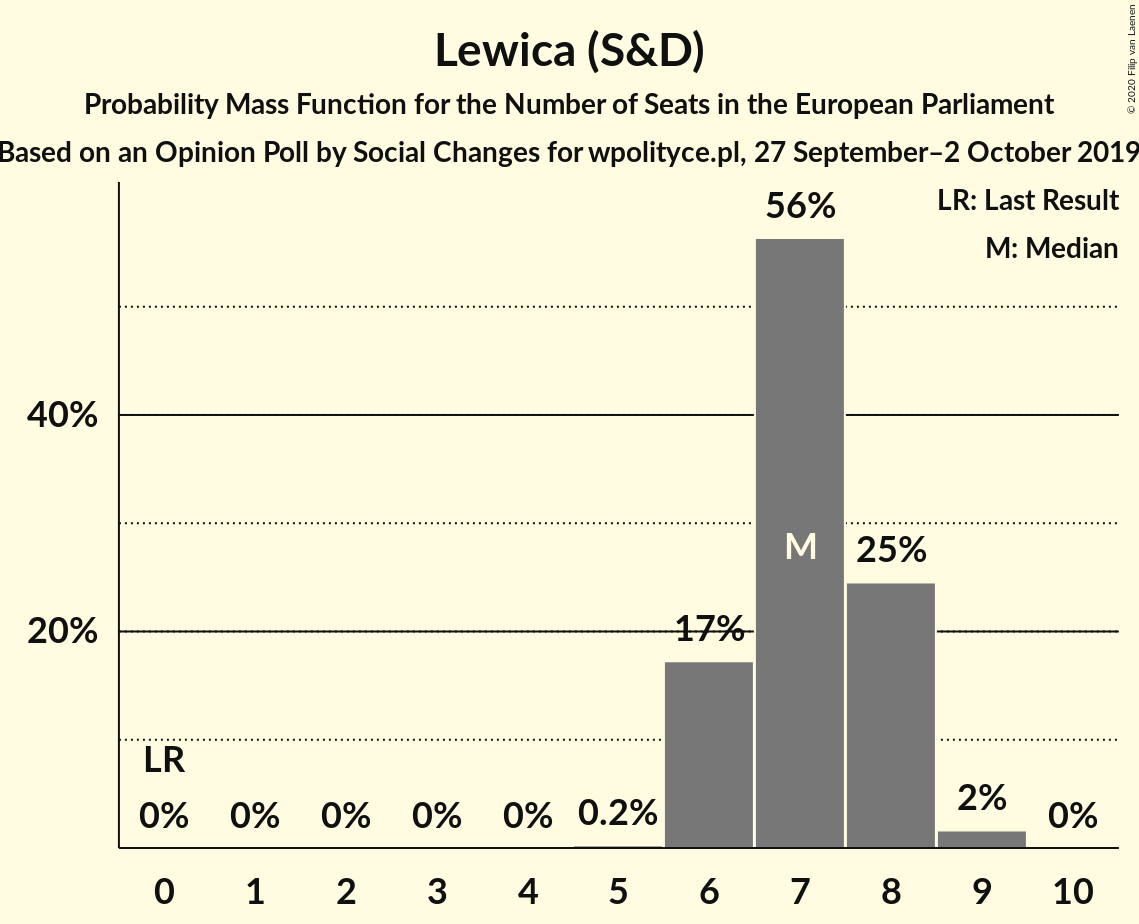 © 2020 Filip van Laenen
Lewica (S&D)
Probability Mass Function for the Number of Seats in the European Parliament
Based on an Opinion Poll by Social Changes for wpolityce.pl, 27 September–2 October 2019
LR: Last Result
M: Median
56%
40%
M
25%
20%
17%
LR
0%
0%
0%
0%
0%
0.2%
2%
0%
0 1 2 3 4 5 6 7 8 9 10